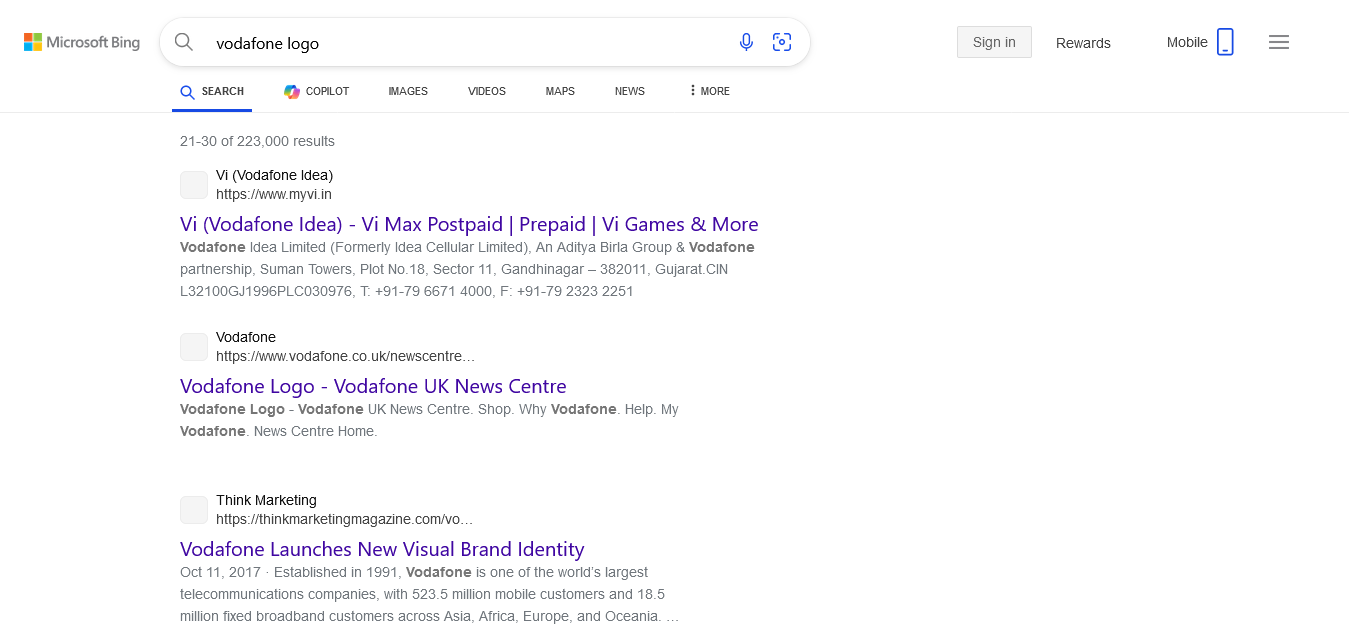 Microsoft Bing
vodafone logo
Sign in
Rewards
Mobile
SEARCH
COPILOT
IMAGES
VIDEOS
MAPS
NEWS
MORE
21-30 of 223,000 results
Vi (Vodafone Idea)
https://www.myvi.in
Vi (Vodafone Idea) - Vi Max Postpaid | Prepaid | Vi Games & More
Vodafone Idea Limited (Formerly Idea Cellular Limited), An Aditya Birla Group & Vodafone
partnership, Suman Towers, Plot No.18, Sector 11, Gandhinagar – 382011, Gujarat.CIN
L32100GJ1996PLC030976, T: +91-79 6671 4000, F: +91-79 2323 2251
Vodafone
https://www.vodafone.co.uk/newscentre…
Vodafone Logo - Vodafone UK News Centre
Vodafone Logo - Vodafone UK News Centre. Shop. Why Vodafone. Help. My
Vodafone. News Centre Home.
Think Marketing
https://thinkmarketingmagazine.com/vo…
Vodafone Launches New Visual Brand Identity
Oct 11, 2017 · Established in 1991, Vodafone is one of the world’s largest
telecommunications companies, with 523.5 million mobile customers and 18.5
million fixed broadband customers across Asia, Africa, Europe, and Oceania. …